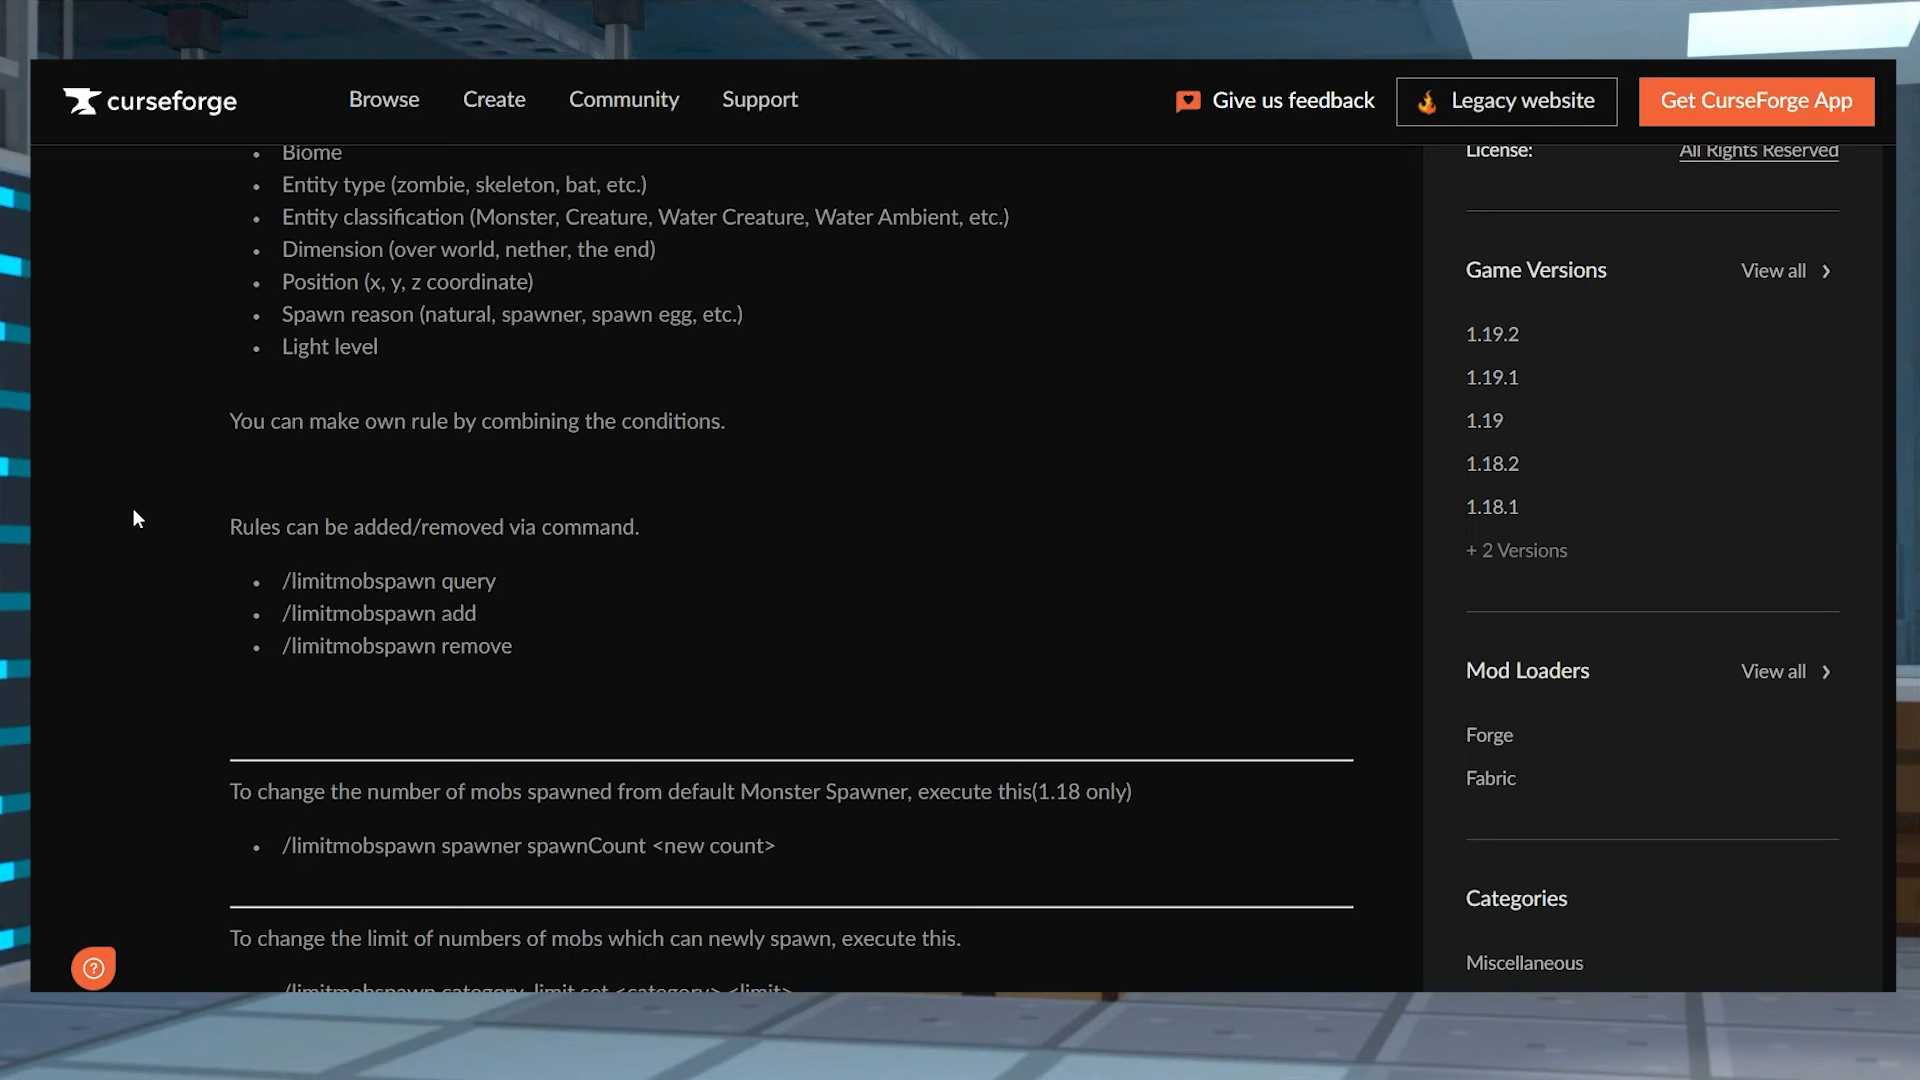 curseforge
Browse Create Community Support
Give us feedback Legacy website Get CurseForge App
• Biome
• Entity type (zombie, skeleton, bat, etc.)
• Entity classification (Monster, Creature, Water Creature, Water Ambient, etc.)
• Dimension (over world, nether, the end)
• Position (x, y, z coordinate)
• Spawn reason (natural, spawner, spawn egg, etc.)
• Light level
You can make own rule by combining the conditions.
Rules can be added/removed via command.
• /limitmobspawn query
• /limitmobspawn add
• /limitmobspawn remove
To change the number of mobs spawned from default Monster Spawner, execute this(1.18 only)
• /limitmobspawn spawner spawnCount <new count>
To change the limit of numbers of mobs which can newly spawn, execute this.
/limitmobspawn category_limit set <category> <limit>
License: All Rights Reserved
Game Versions View all
1.19.2
1.19.1
1.19
1.18.2
1.18.1
+ 2 Versions
Mod Loaders View all
Forge
Fabric
Categories
Miscellaneous